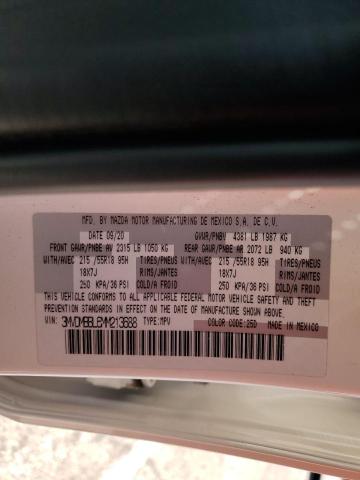 MFD. BY MAZDA MOTOR MANUFACTURING DE MEXICO S.A. DE C.V.
DATE 09/20 GVWR/PNBV 4381 LB 1987 KG
FRONT GAWR/PNBE AV 2315 LB 1050 KG REAR GAWR/PNBE AR 2072 LB 940 KG
WITH/AVEC 215 /55R18 95H TIRES/PNEUS WITH/AVEC 215 /55R18 95H TIRES/PNEUS
18X7J RIMS/JANTES 18X7J RIMS/JANTES
250 KPA/36 PSI COLD/A FROID 250 KPA/36 PSI COLD/A FROID
THIS VEHICLE CONFORMS TO ALL APPLICABLE FEDERAL MOTOR VEHICLE SAFETY, BUMPER, AND THEFT
PREVENTION STANDARDS IN EFFECT ON THE DATE OF MANUFACTURE SHOWN ABOVE.
VIN: TYPE:MPV COLOR CODE:25D MADE IN MEXICO